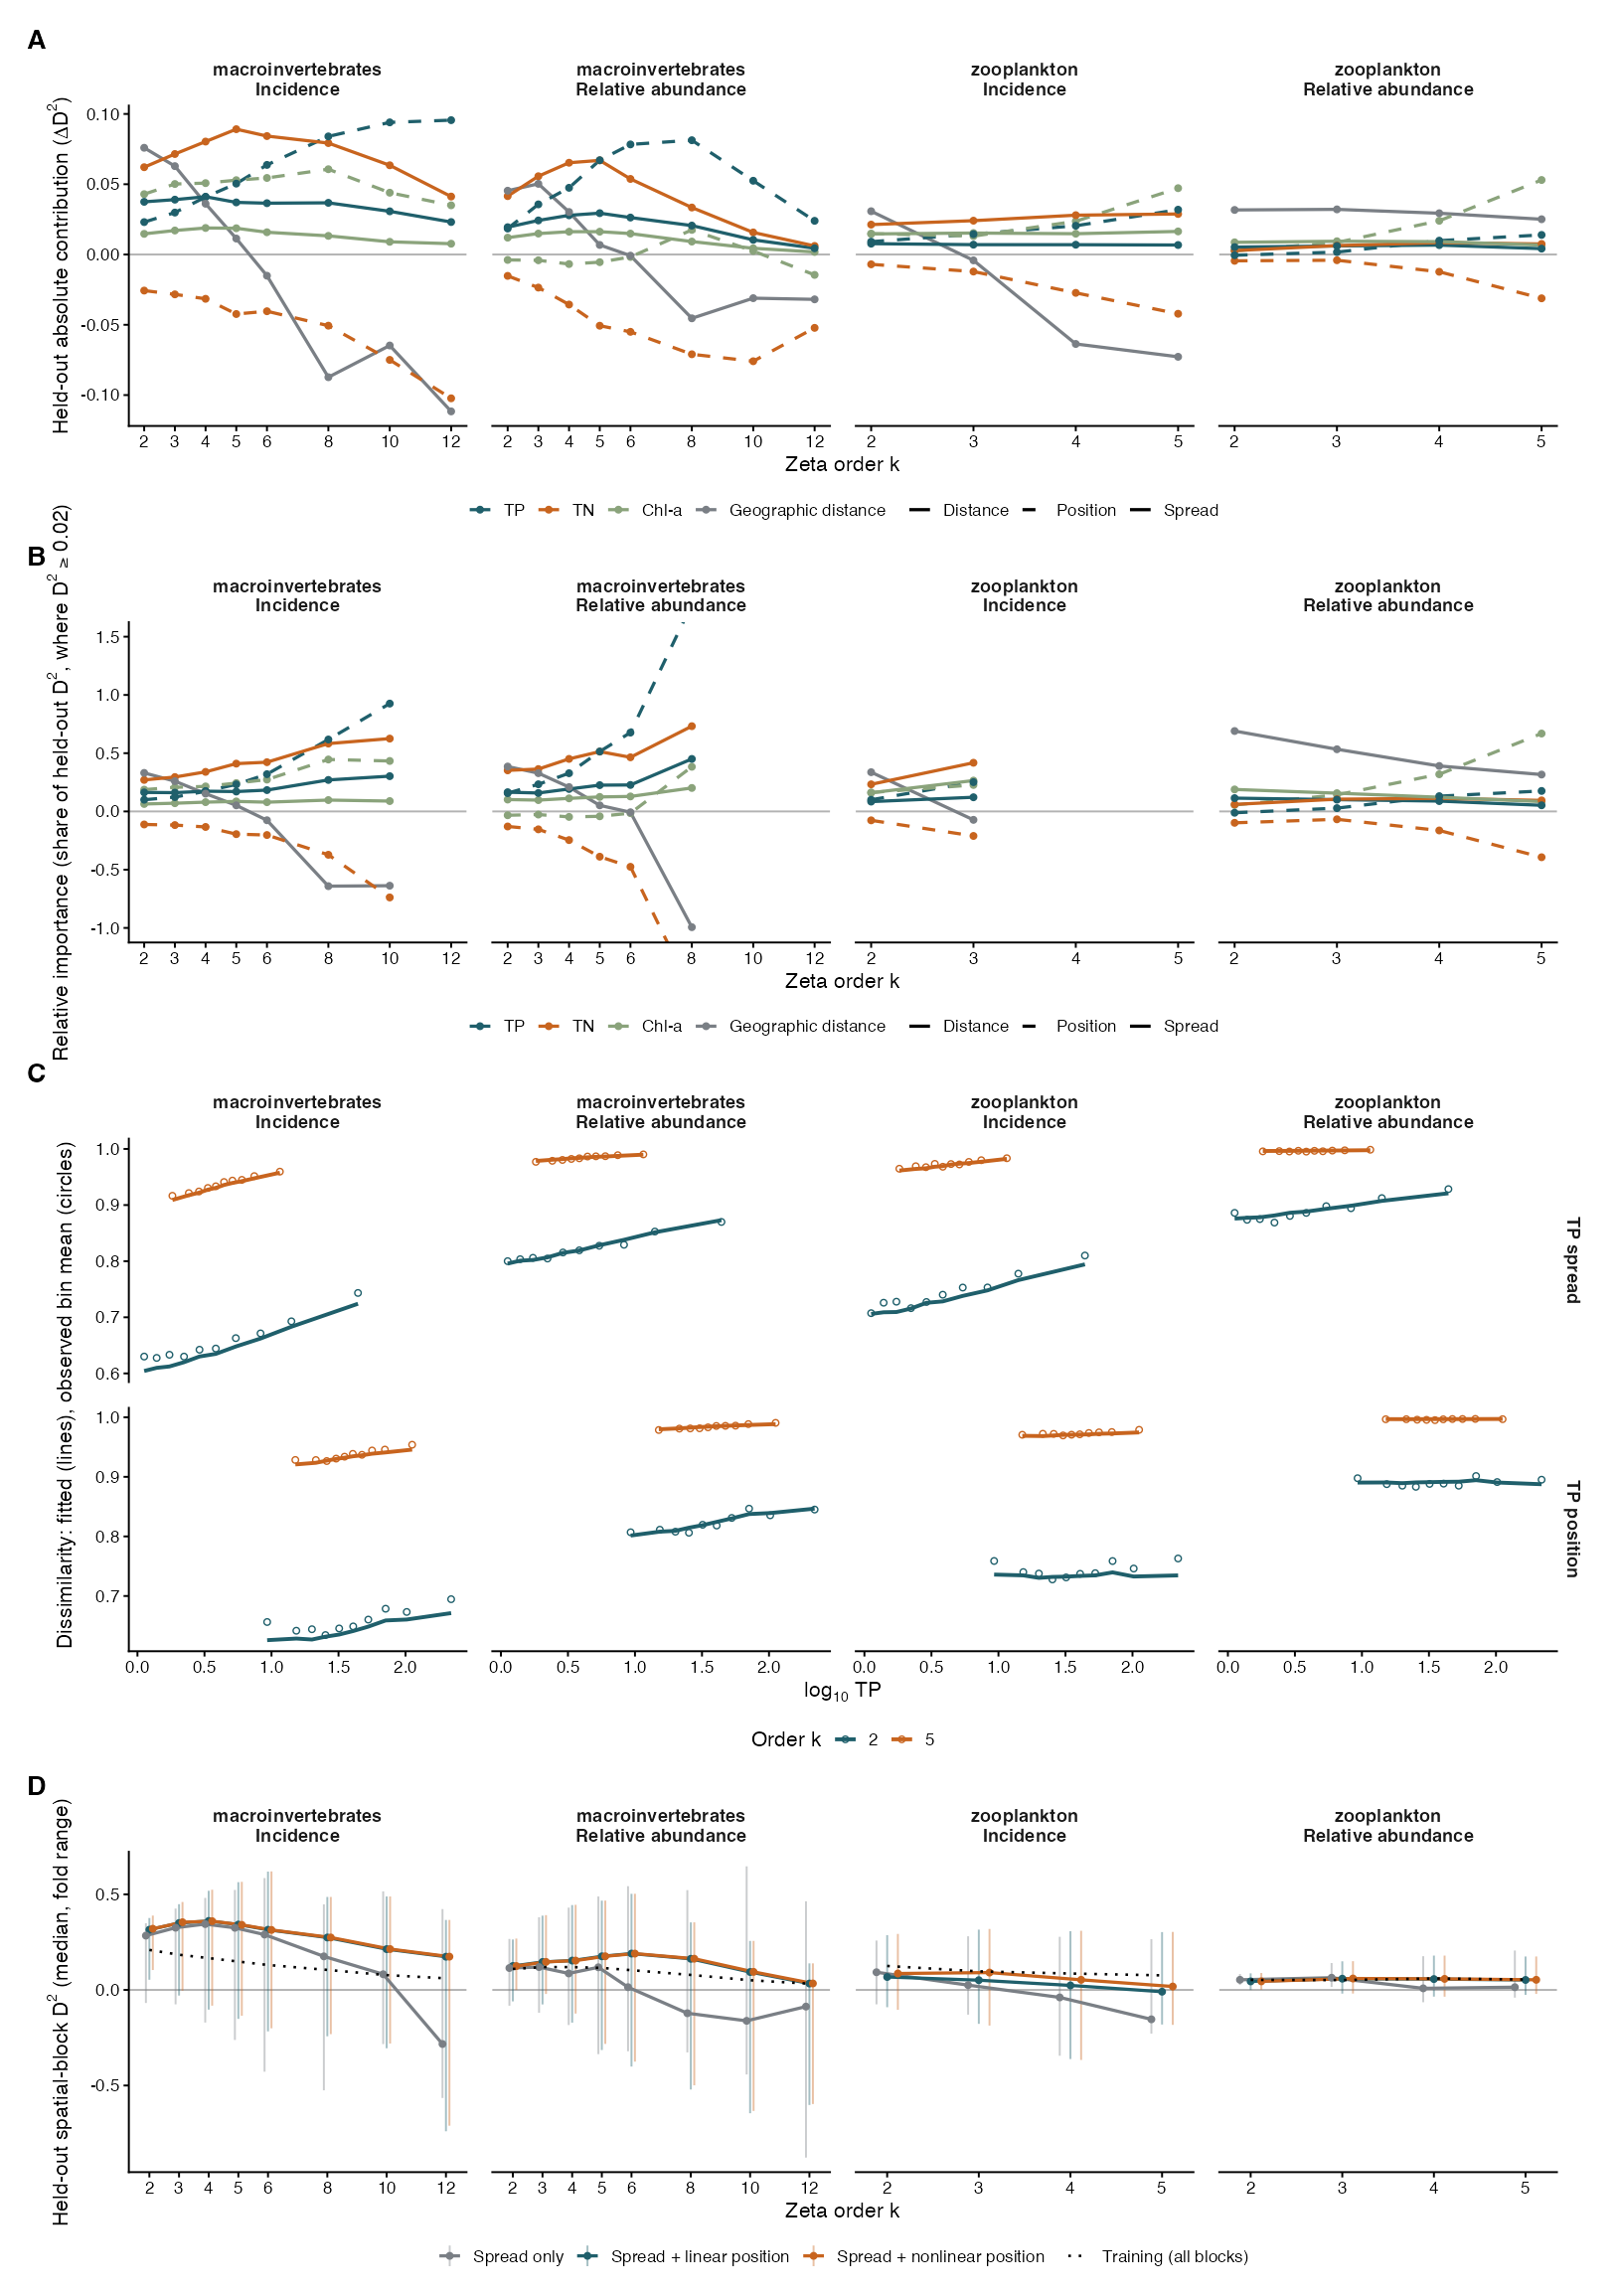 A
macroinvertebrates
Incidence
macroinvertebrates
Relative abundance
zooplankton
Incidence
zooplankton
Relative abundance
Held-out absolute contribution (ΔD²)
0.10
0.05
0.00
-0.05
-0.10
2 3 4 5 6 8 10 12
2 3 4 5 6 8 10 12
2 3 4 5
2 3 4 5
Zeta order k
TP TN Chl-a Geographic distance Distance Position Spread
B
macroinvertebrates
Incidence
macroinvertebrates
Relative abundance
zooplankton
Incidence
zooplankton
Relative abundance
Relative importance (share of held-out D², where D² ≥ 0.02)
1.5
1.0
0.5
0.0
-0.5
-1.0
2 3 4 5 6 8 10 12
2 3 4 5 6 8 10 12
2 3 4 5
2 3 4 5
Zeta order k
TP TN Chl-a Geographic distance Distance Position Spread
C
macroinvertebrates
Incidence
macroinvertebrates
Relative abundance
zooplankton
Incidence
zooplankton
Relative abundance
Dissimilarity: fitted (lines), observed bin mean (circles)
1.0
0.9
0.8
0.7
0.6
TP spread
1.0
0.9
0.8
0.7
TP position
0.0 0.5 1.0 1.5 2.0
0.0 0.5 1.0 1.5 2.0
0.0 0.5 1.0 1.5 2.0
0.0 0.5 1.0 1.5 2.0
log₁₀ TP
Order k 2 5
D
macroinvertebrates
Incidence
macroinvertebrates
Relative abundance
zooplankton
Incidence
zooplankton
Relative abundance
Held-out spatial-block D² (median, fold range)
0.5
0.0
-0.5
2 3 4 5 6 8 10 12
2 3 4 5 6 8 10 12
2 3 4 5
2 3 4 5
Zeta order k
Spread only Spread + linear position Spread + nonlinear position Training (all blocks)